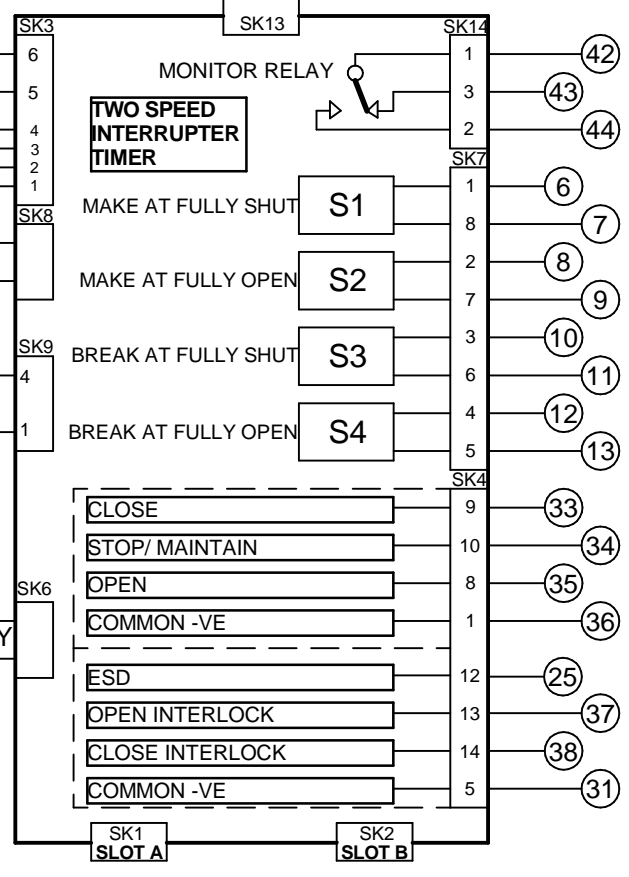 SK13
SK3
SK14
6
1
42
MONITOR RELAY
5
3
43
TWO SPEED
INTERRUPTER
TIMER
4
2
44
3
2
1
SK7
MAKE AT FULLY SHUT
S1
1
6
8
7
SK8
MAKE AT FULLY OPEN
S2
2
8
7
9
SK9
BREAK AT FULLY SHUT
S3
3
10
4
6
11
BREAK AT FULLY OPEN
S4
4
12
1
5
13
SK4
CLOSE
9
33
STOP/ MAINTAIN
10
34
SK6
OPEN
8
35
COMMON -VE
1
36
Y
ESD
12
25
OPEN INTERLOCK
13
37
CLOSE INTERLOCK
14
38
COMMON -VE
5
31
SK1
SLOT A
SK2
SLOT B